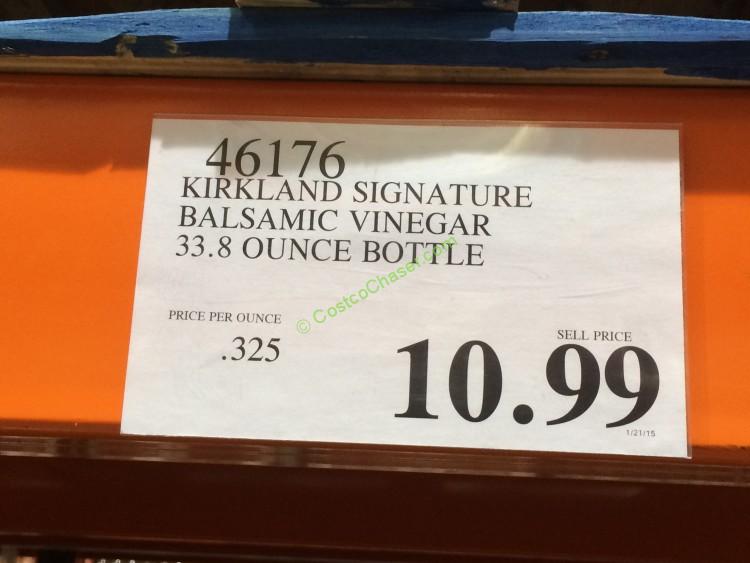 46176
KIRKLAND SIGNATURE
BALSAMIC VINEGAR
33.8 OUNCE BOTTLE
© CostcoChaser.com
PRICE PER OUNCE
.325
SELL PRICE
10.99
1/21/15